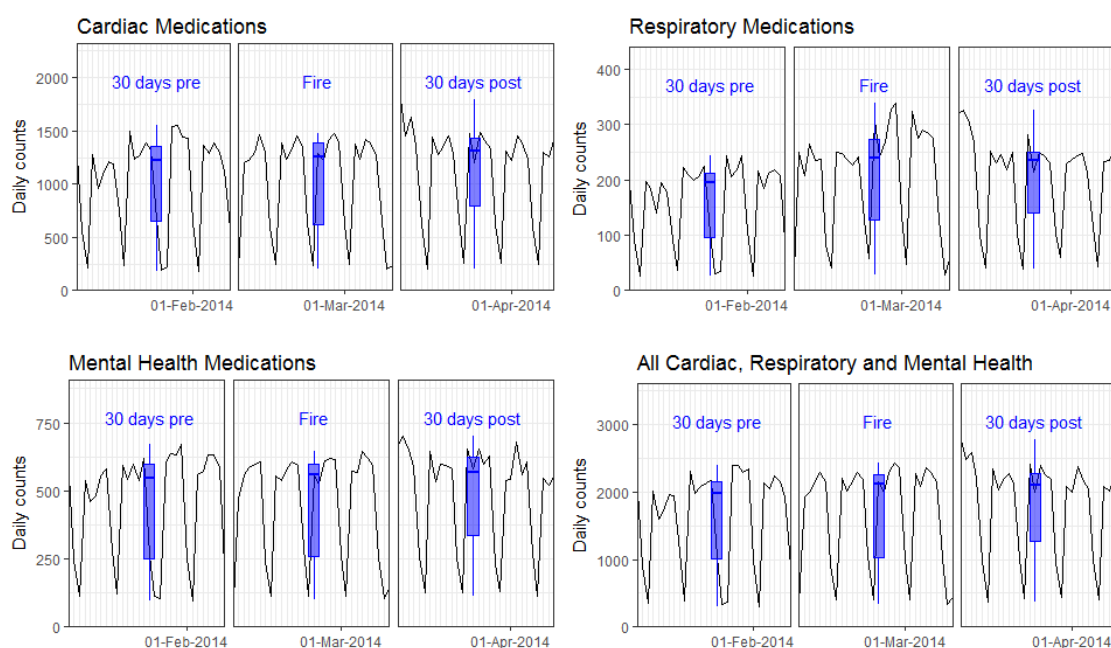 Cardiac Medications
Daily counts
2000
1500
1000
500
0
30 days pre
Fire
30 days post
01-Feb-2014
01-Mar-2014
01-Apr-2014
Respiratory Medications
Daily counts
400
300
200
100
0
30 days pre
Fire
30 days post
01-Feb-2014
01-Mar-2014
01-Apr-2014
Mental Health Medications
Daily counts
750
500
250
0
30 days pre
Fire
30 days post
01-Feb-2014
01-Mar-2014
01-Apr-2014
All Cardiac, Respiratory and Mental Health
Daily counts
3000
2000
1000
0
30 days pre
Fire
30 days post
01-Feb-2014
01-Mar-2014
01-Apr-2014